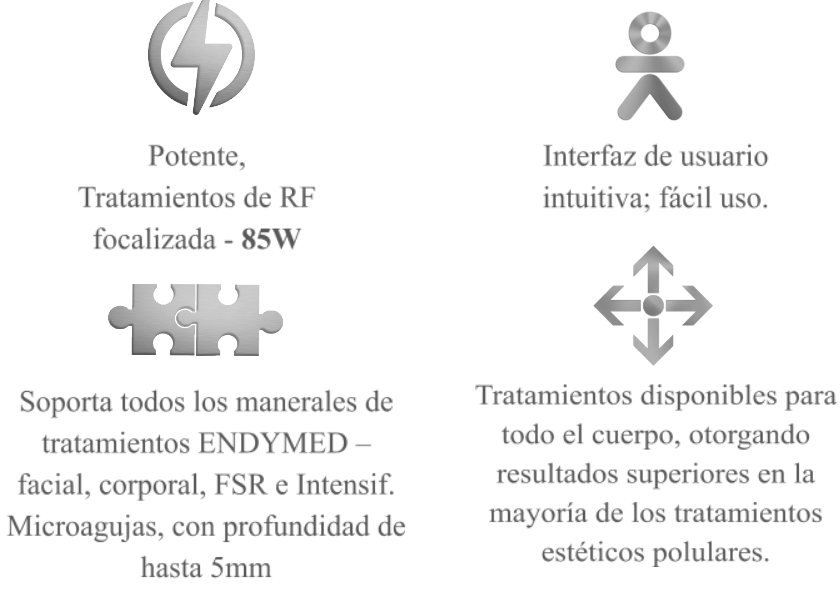 Potente,
Tratamientos de RF
focalizada - 85W
Interfaz de usuario
intuitiva; fácil uso.
Soporta todos los manerales de
tratamientos ENDYMED –
facial, corporal, FSR e Intensif.
Microagujas, con profundidad de
hasta 5mm
Tratamientos disponibles para
todo el cuerpo, otorgando
resultados superiores en la
mayoría de los tratamientos
estéticos polulares.